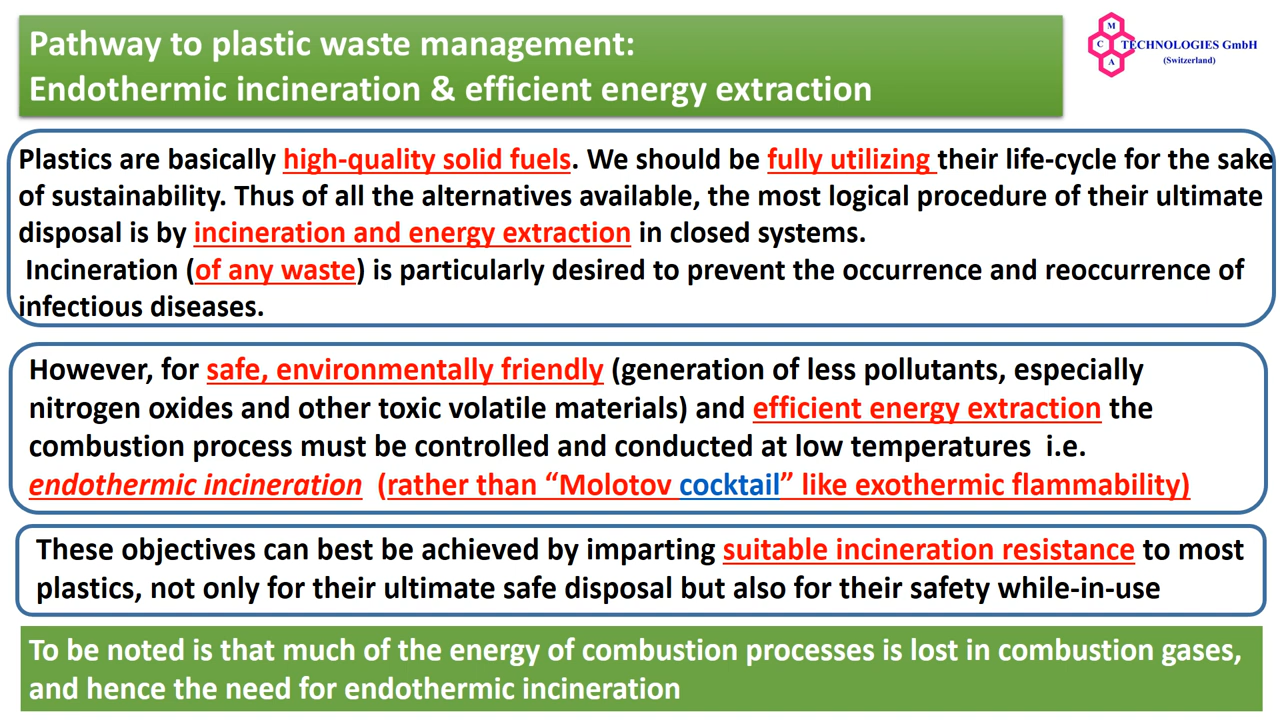 Pathway to plastic waste management:
Endothermic incineration & efficient energy extraction
M
C
A
TECHNOLOGIES GmbH
(Switzerland)
Plastics are basically high-quality solid fuels. We should be fully utilizing their life-cycle for the sake
of sustainability. Thus of all the alternatives available, the most logical procedure of their ultimate
disposal is by incineration and energy extraction in closed systems.
Incineration (of any waste) is particularly desired to prevent the occurrence and reoccurrence of
infectious diseases.
However, for safe, environmentally friendly (generation of less pollutants, especially
nitrogen oxides and other toxic volatile materials) and efficient energy extraction the
combustion process must be controlled and conducted at low temperatures i.e.
endothermic incineration (rather than “Molotov cocktail” like exothermic flammability)
These objectives can best be achieved by imparting suitable incineration resistance to most
plastics, not only for their ultimate safe disposal but also for their safety while-in-use
To be noted is that much of the energy of combustion processes is lost in combustion gases,
and hence the need for endothermic incineration